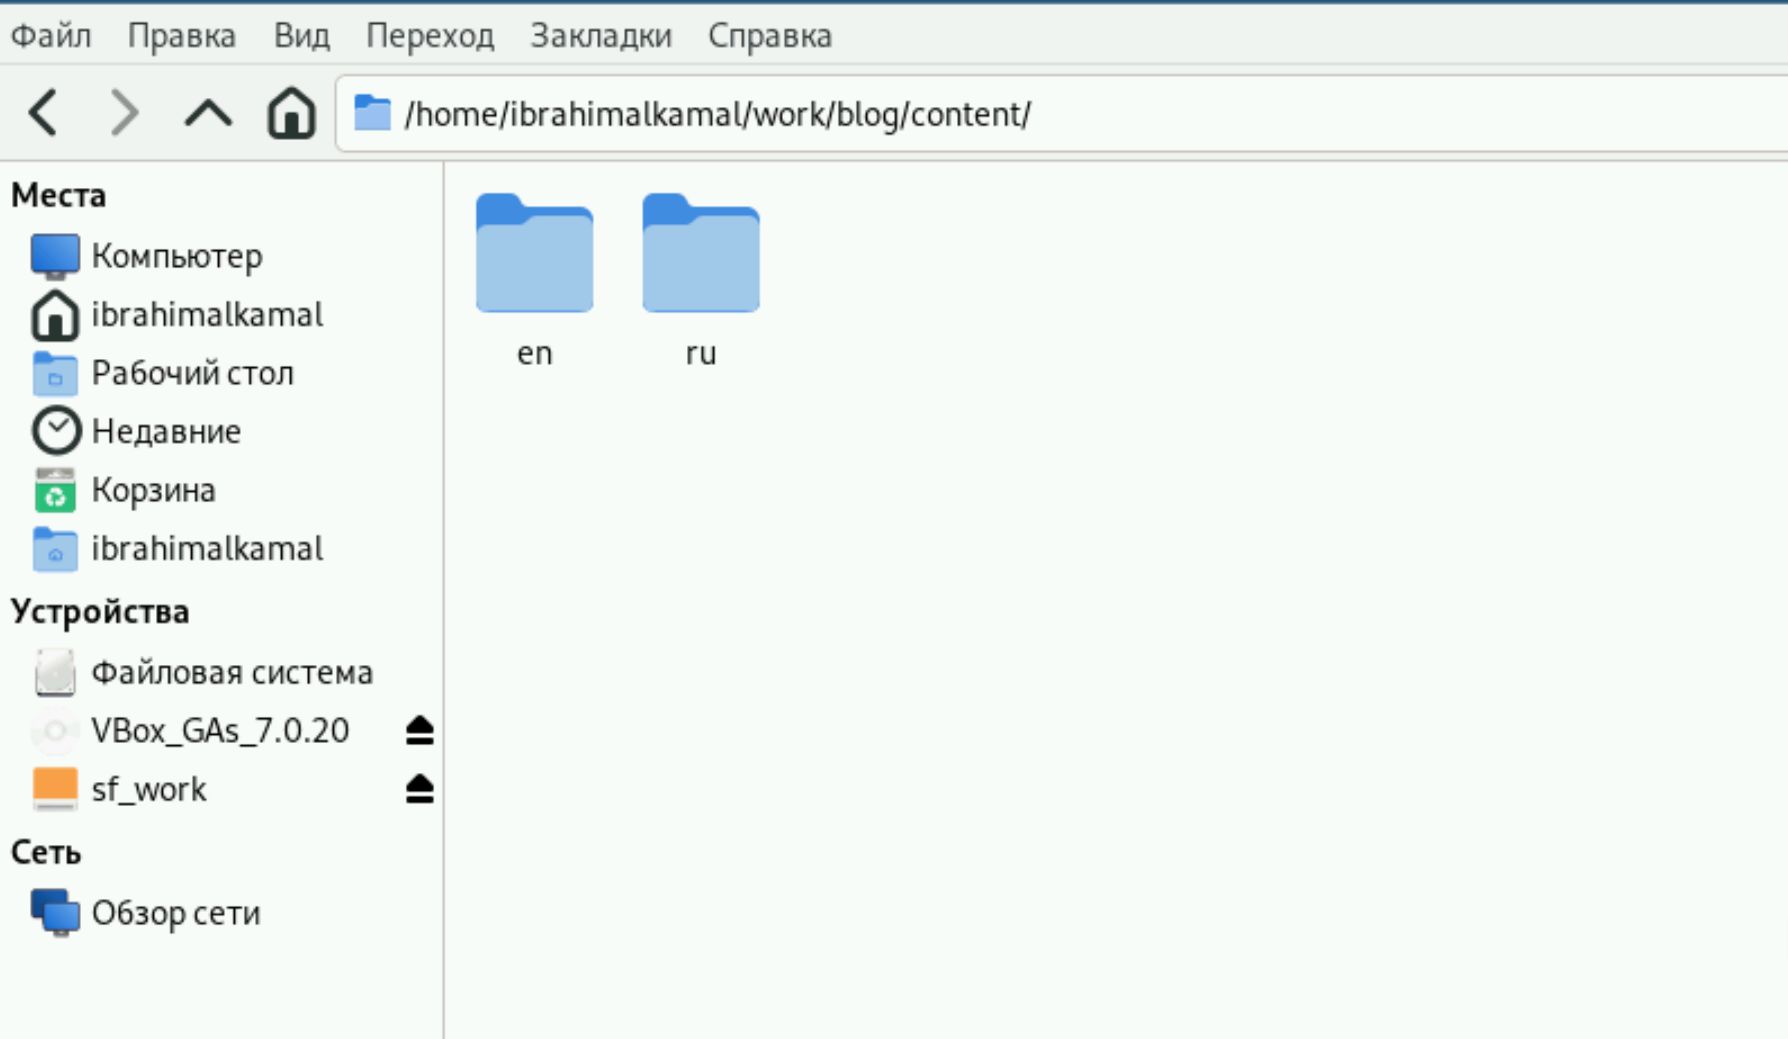 Файл Правка Вид Переход Закладки Справка
/home/ibrahimalkamal/work/blog/content/
Места
Компьютер
ibrahimalkamal
Рабочий стол
Недавние
Корзина
ibrahimalkamal
Устройства
Файловая система
VBox_GAs_7.0.20
sf_work
Сеть
Обзор сети
en
ru